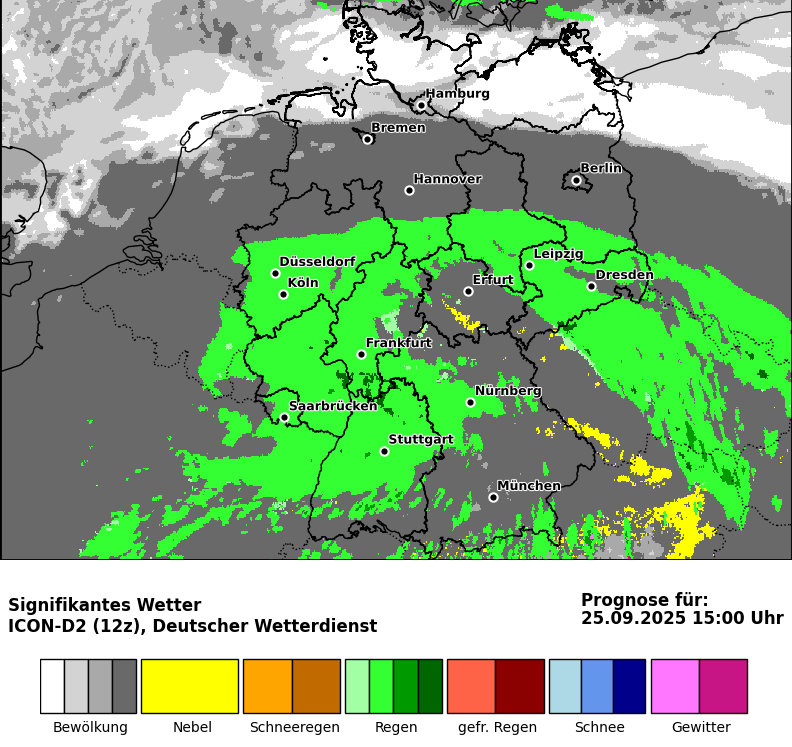 Hamburg
Bremen
Berlin
Hannover
Leipzig
Düsseldorf
Dresden
Köln
Erfurt
Frankfurt
Nürnberg
Saarbrücken
Stuttgart
München
Signifikantes Wetter
ICON-D2 (12z), Deutscher Wetterdienst
Prognose für:
25.09.2025 15:00 Uhr
Bewölkung
Nebel
Schneeregen
Regen
gefr. Regen
Schnee
Gewitter